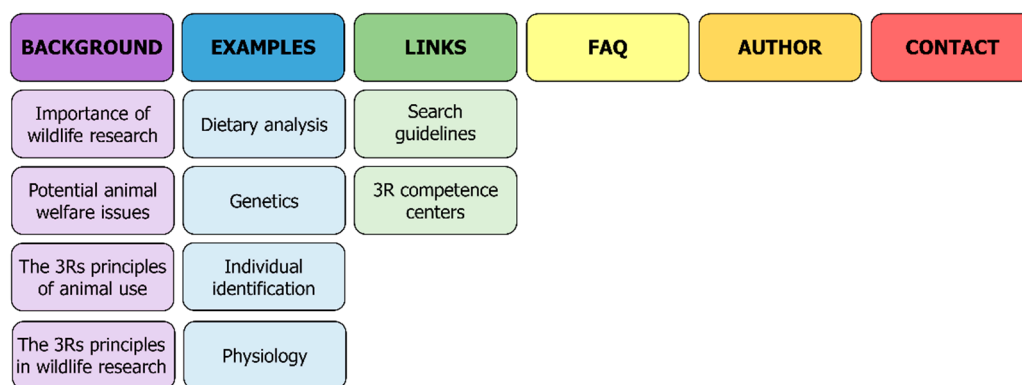 BACKGROUND
EXAMPLES
LINKS
FAQ
AUTHOR
CONTACT
Importance of
wildlife research
Dietary analysis
Search
guidelines
Potential animal
welfare issues
Genetics
3R competence
centers
The 3Rs principles
of animal use
Individual
identification
The 3Rs principles
in wildlife research
Physiology